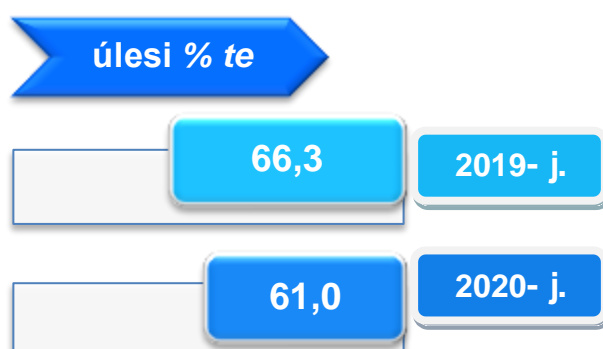 úlesi % te
66,3
2019- j.
61,0
2020- j.